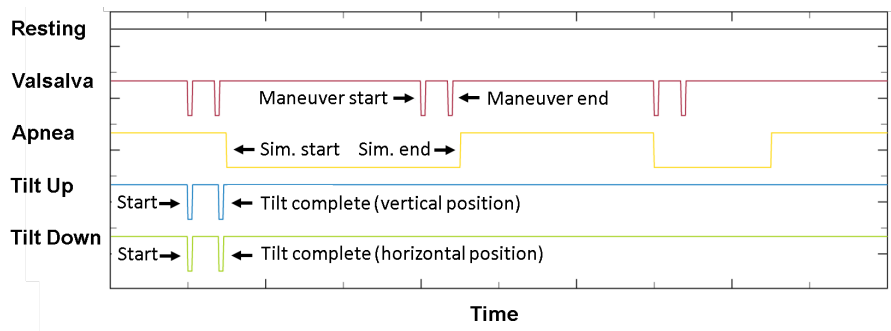 Resting
Valsalva
Maneuver start
Maneuver end
Apnea
Sim. start
Sim. end
Tilt Up
Start
Tilt complete (vertical position)
Tilt Down
Start
Tilt complete (horizontal position)
Time